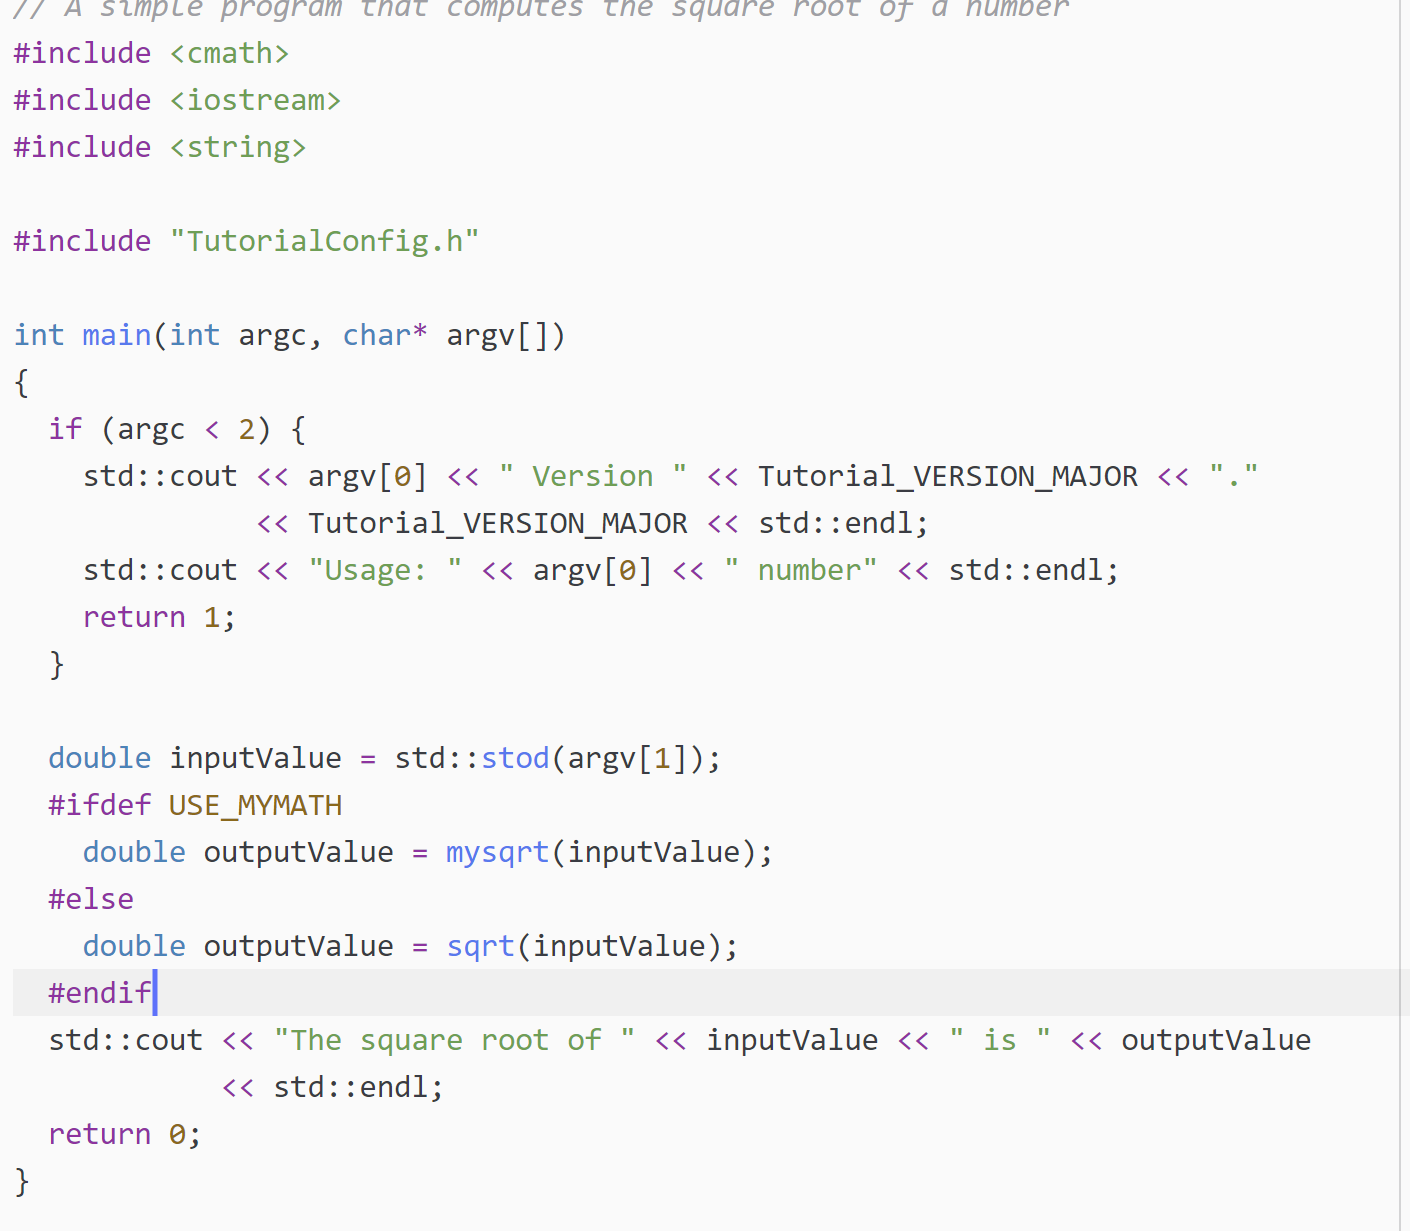 // A simple program that computes the square root of a number
#include <cmath>
#include <iostream>
#include <string>

#include "TutorialConfig.h"

int main(int argc, char* argv[])
{
  if (argc < 2) {
    std::cout << argv[0] << " Version " << Tutorial_VERSION_MAJOR << "."
              << Tutorial_VERSION_MAJOR << std::endl;
    std::cout << "Usage: " << argv[0] << " number" << std::endl;
    return 1;
  }

  double inputValue = std::stod(argv[1]);
  #ifdef USE_MYMATH
    double outputValue = mysqrt(inputValue);
  #else
    double outputValue = sqrt(inputValue);
  #endif
  std::cout << "The square root of " << inputValue << " is " << outputValue
            << std::endl;
  return 0;
}